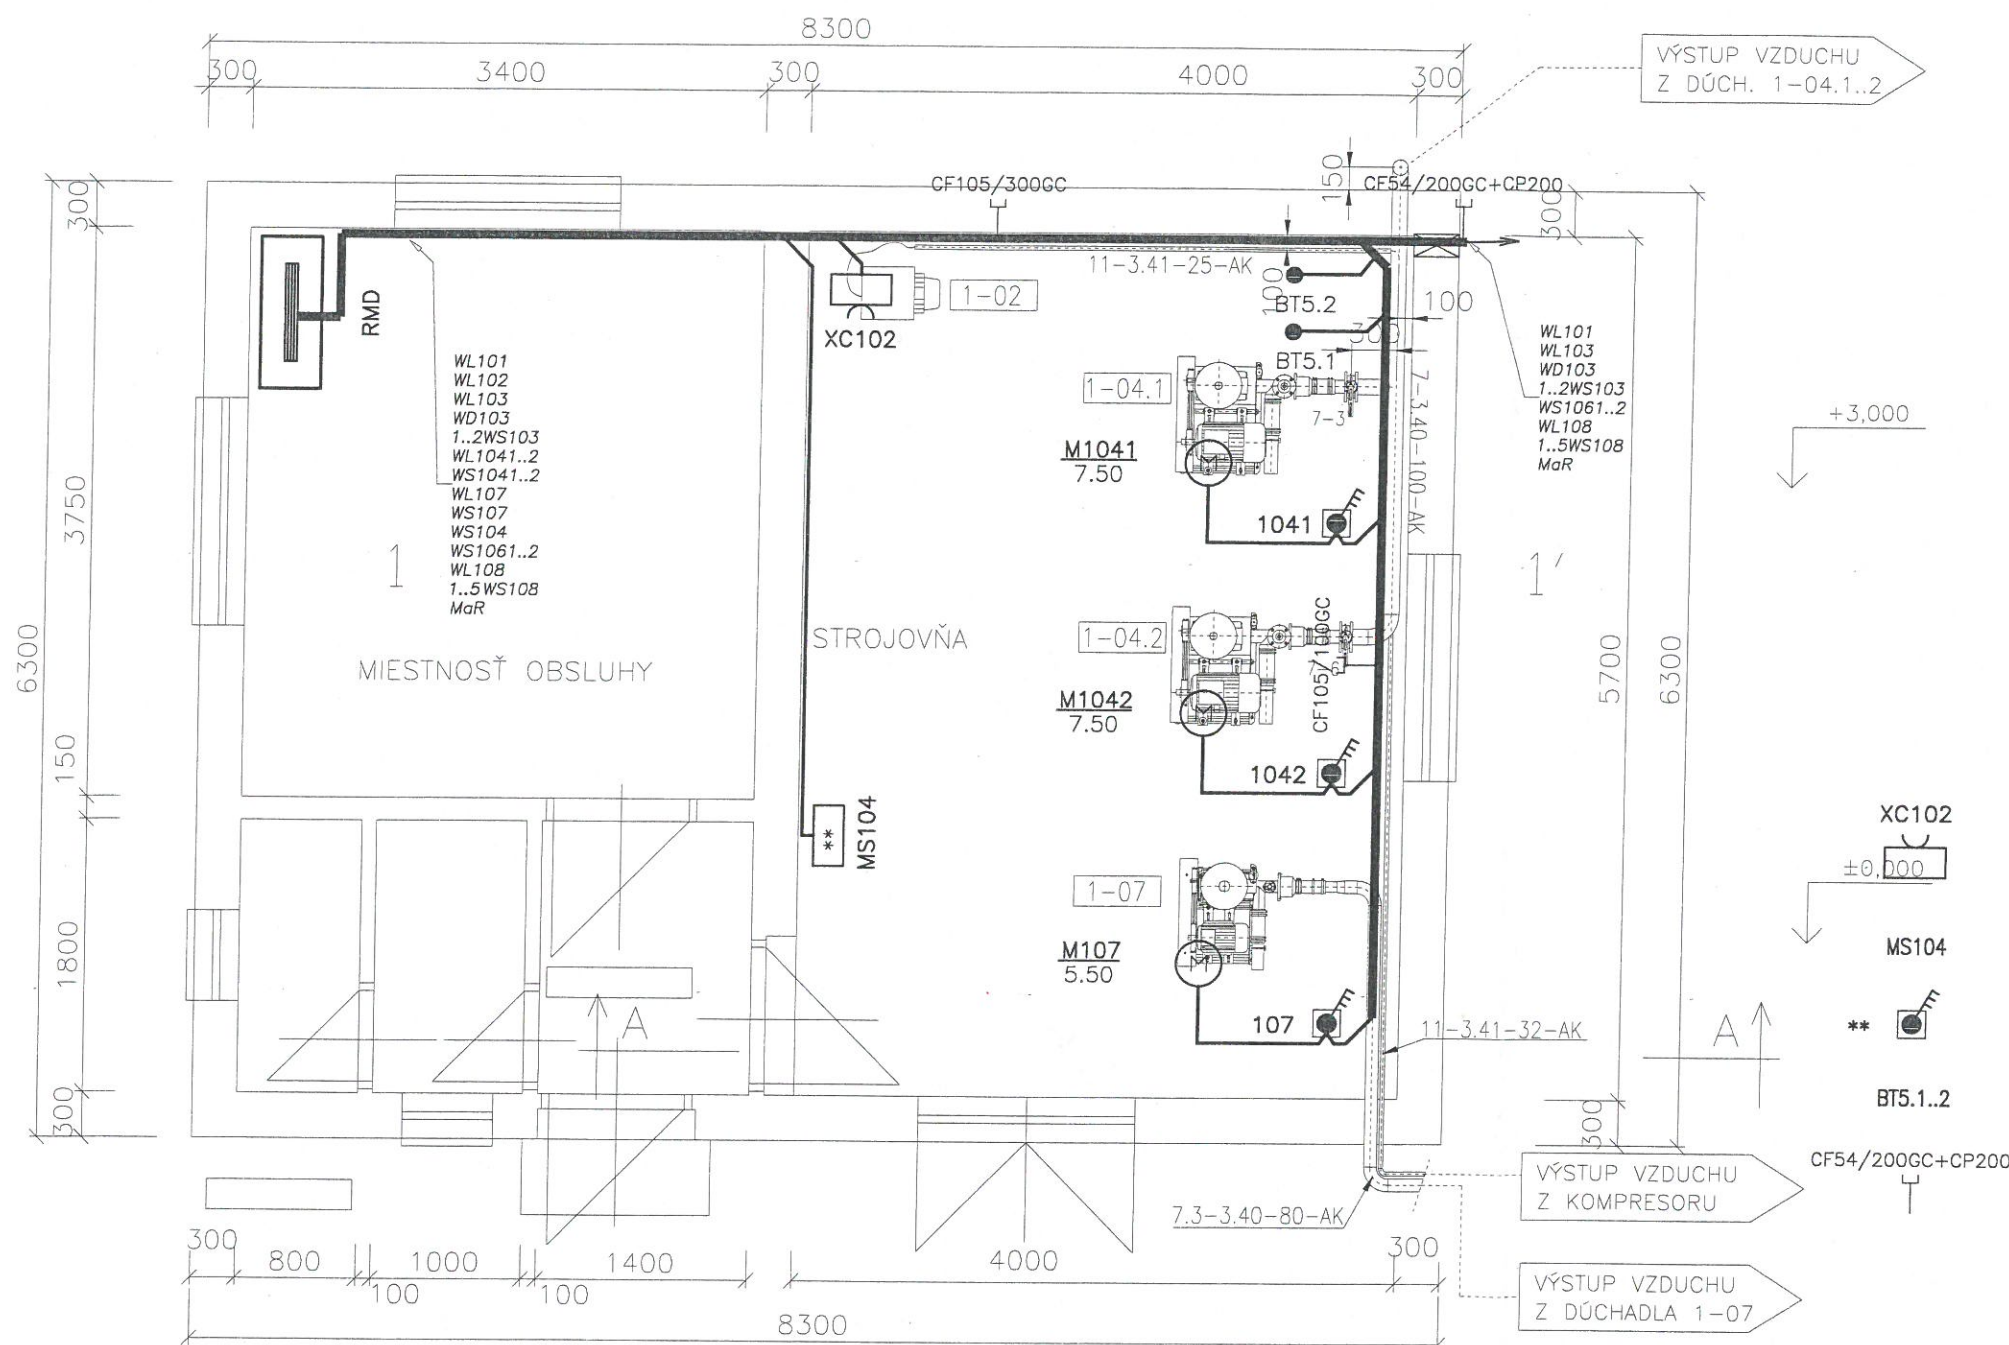 8300
300
3400
300
4000
300
VÝSTUP VZDUCHU
Z DÚCH. 1-04.1..2
150
CF105/300GC
CF54/200GC+CP200
300
300
11-3.41-25-AK
100
BT5.2
100
RMD
1-02
XC102
BT5.1
WL101
WL102
WL103
WD103
1..2WS103
WL1041..2
WS1041..2
WL107
WS107
WS104
WS1061..2
WL108
1..5WS108
MaR
WL101
WL103
WD103
1..2WS103
WS1061..2
WL108
1..5WS108
MaR
1-04.1
7-3
7-3.40-100-AK
+3,000
M1041
7.50
1041
3750
6300
1
1'
STROJOVŇA
MIESTNOSŤ OBSLUHY
1-04.2
CF105/100GC
5700
6300
M1042
7.50
1042
150
MS104
**
XC102
±0,000
1-07
M107
5.50
107
1800
MS104
**
A
A
11-3.41-32-AK
BT5.1..2
300
300
CF54/200GC+CP200
VÝSTUP VZDUCHU
Z KOMPRESORU
7.3-3.40-80-AK
300
800
1000
1400
4000
300
100
100
VÝSTUP VZDUCHU
Z DÚCHADLA 1-07
8300